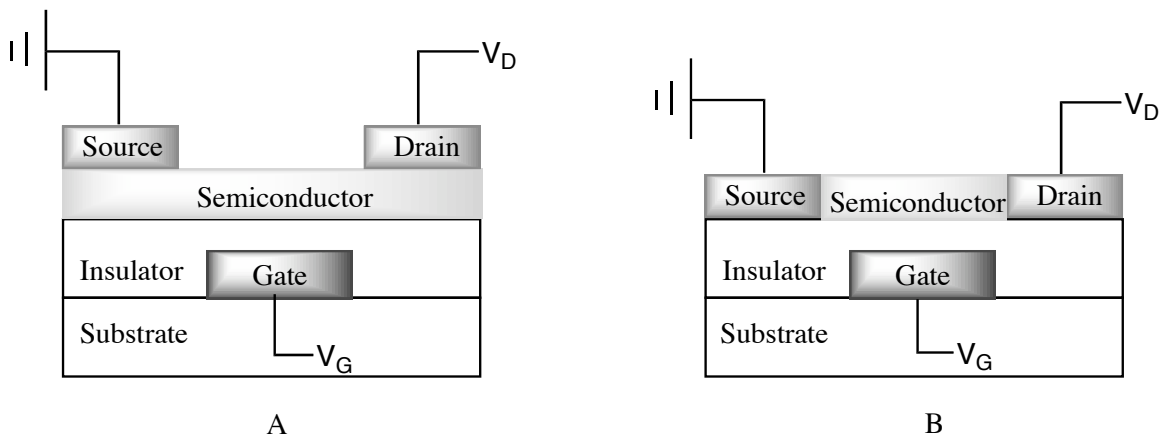 V_D
Source Drain
Semiconductor
Insulator Gate
Substrate
V_G
A
V_D
Source Semiconductor Drain
Insulator Gate
Substrate
V_G
B